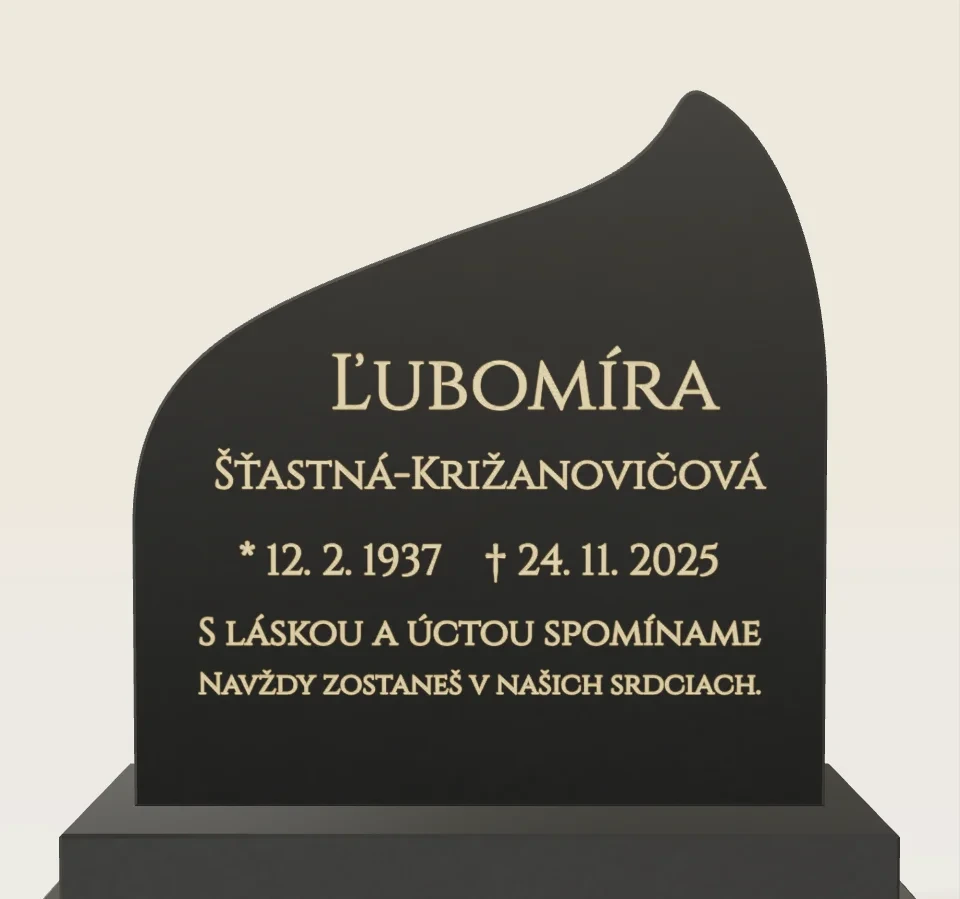 Ľubomíra
Šťastná-Križanovičová
* 12. 2. 1937 † 24. 11. 2025
S láskou a úctou spomíname
Navždy zostaneš v našich srdciach.